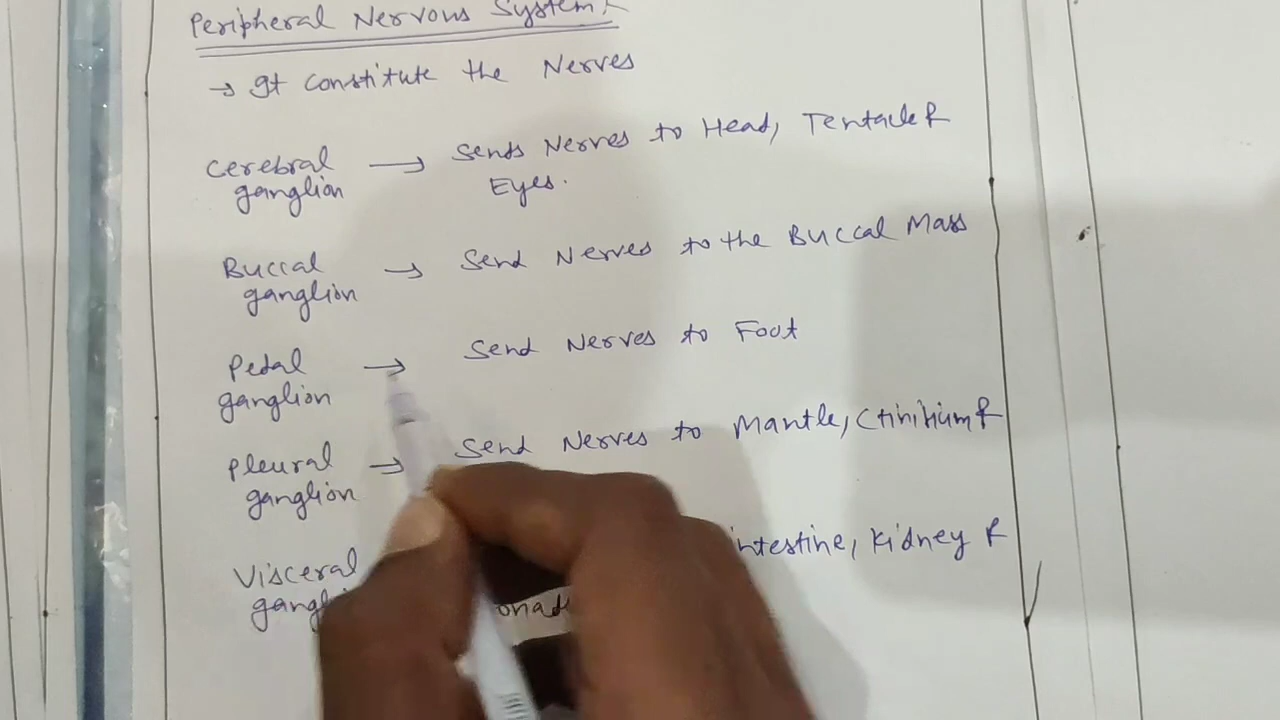 Peripheral Nervous System
→ It constitute the Nerves
Cerebral ganglion → Sends Nerves to Head, Tentacle &
Eyes.
Buccal ganglion → Send Nerves to the Buccal Mass
Pedal ganglion → Send Nerves to Foot
Pleural ganglion → Send Nerves to Mantle, Ctinihium &
Visceral intestine, Kidney &